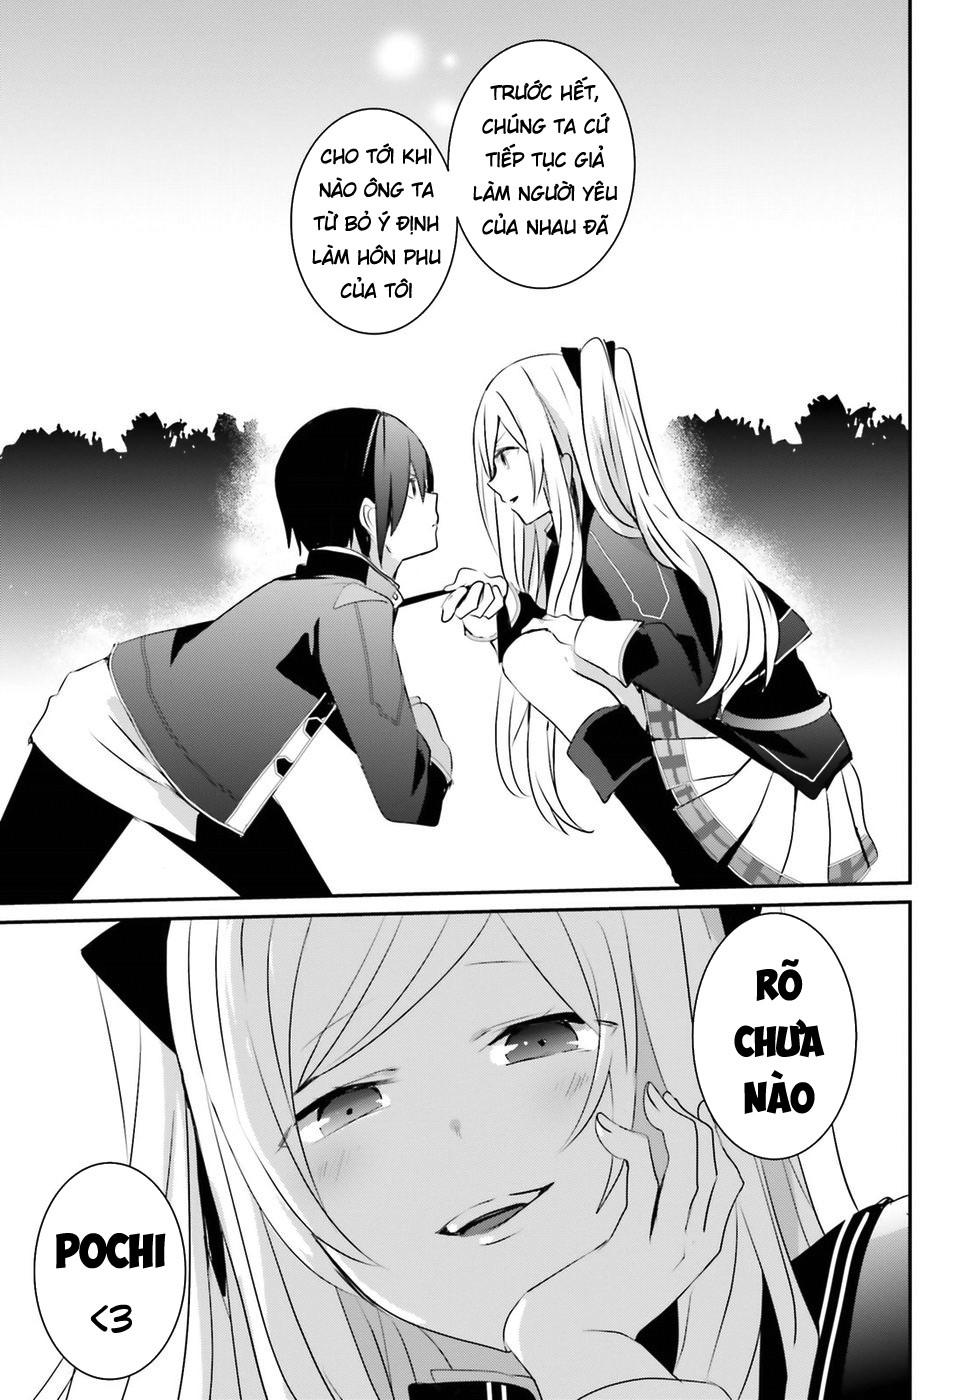 TRƯỚC HẾT,
CHÚNG TA CỨ
TIẾP TỤC GIẢ
LÀM NGƯỜI YÊU
CỦA NHAU ĐÃ
CHO TỚI KHI
NÀO ÔNG TA
TỪ BỎ Ý ĐỊNH
LÀM HÔN PHU
CỦA TÔI
RÕ
CHƯA
NÀO
POCHI
<3